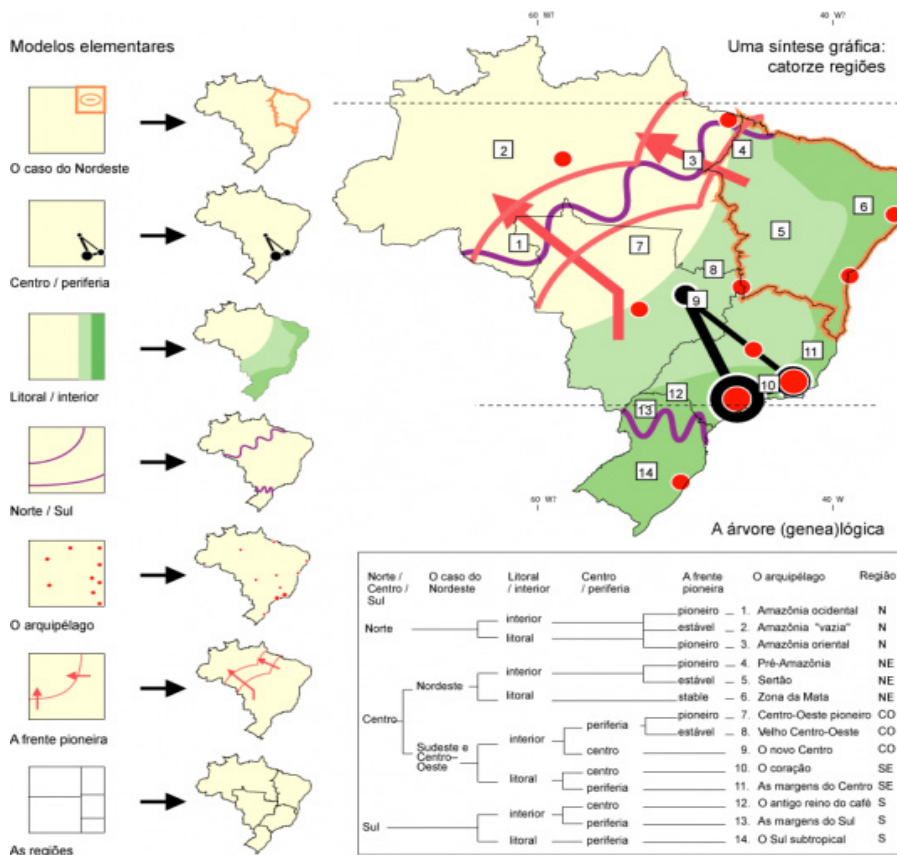 60 W?
40 W?
Modelos elementares
Uma síntese gráfica:
catorze regiões
O caso do Nordeste
Centro / periferia
Litoral / interior
Norte / Sul
O arquipélago
A frente pioneira
As regiões
1
2
3
4
5
6
7
8
9
10
11
12
13
14
60 W?
40 W?
A árvore (genea)lógica
Norte /
Centro /
Sul
O caso do
Nordeste
Litoral
/ interior
Centro
/ periferia
A frente
pioneira
O arquipélago
Região
Norte
interior
litoral
pioneiro 1. Amazônia ocidental N
estável 2. Amazônia "vazia" N
pioneiro 3. Amazônia oriental N
Centro
Nordeste
interior
litoral
pioneiro 4. Pré-Amazônia NE
estável 5. Sertão NE
stable 6. Zona da Mata NE
Sudeste e
Centro–
Oeste
interior
periferia
pioneiro 7. Centro-Oeste pioneiro CO
estável 8. Velho Centro-Oeste CO
centro 9. O novo Centro CO
litoral
centro 10. O coração SE
periferia 11. As margens do Centro SE
Sul
interior
centro 12. O antigo reino do café S
periferia 13. As margens do Sul S
litoral periferia 14. O Sul subtropical S